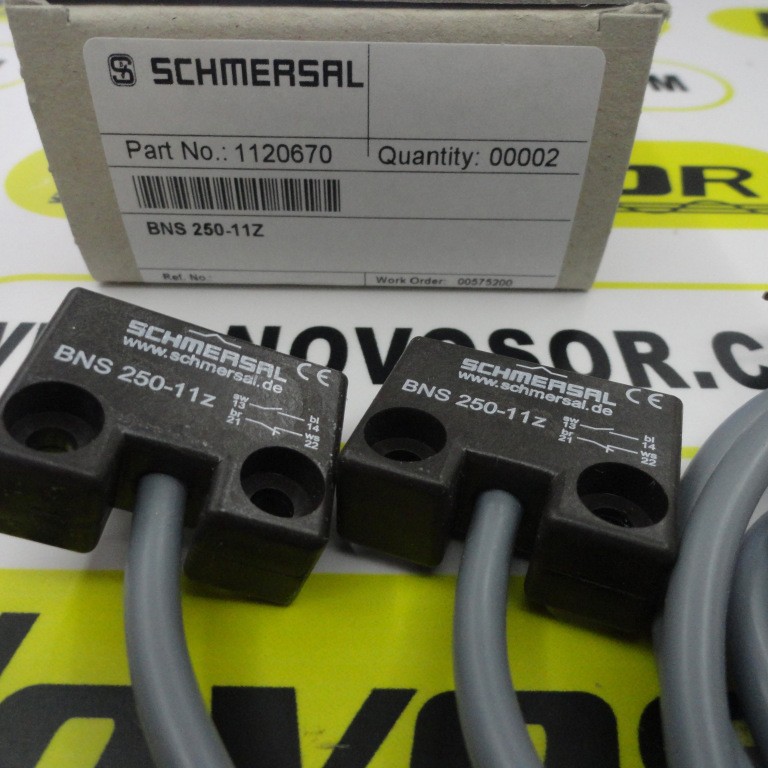 SCHMERSAL
Part No.: 1120670
Quantity: 00002
BNS 250-11Z
Ref. No.:
Work Order: 00575200
NOVOSOR.C
SCHMERSAL CE
www.schmersal.de
BNS 250-11z
sw 13 bl 14
br 21 ws 22
SCHMERSAL CE
www.schmersal.de
BNS 250-11z
sw 13 bl 14
br 21 ws 22